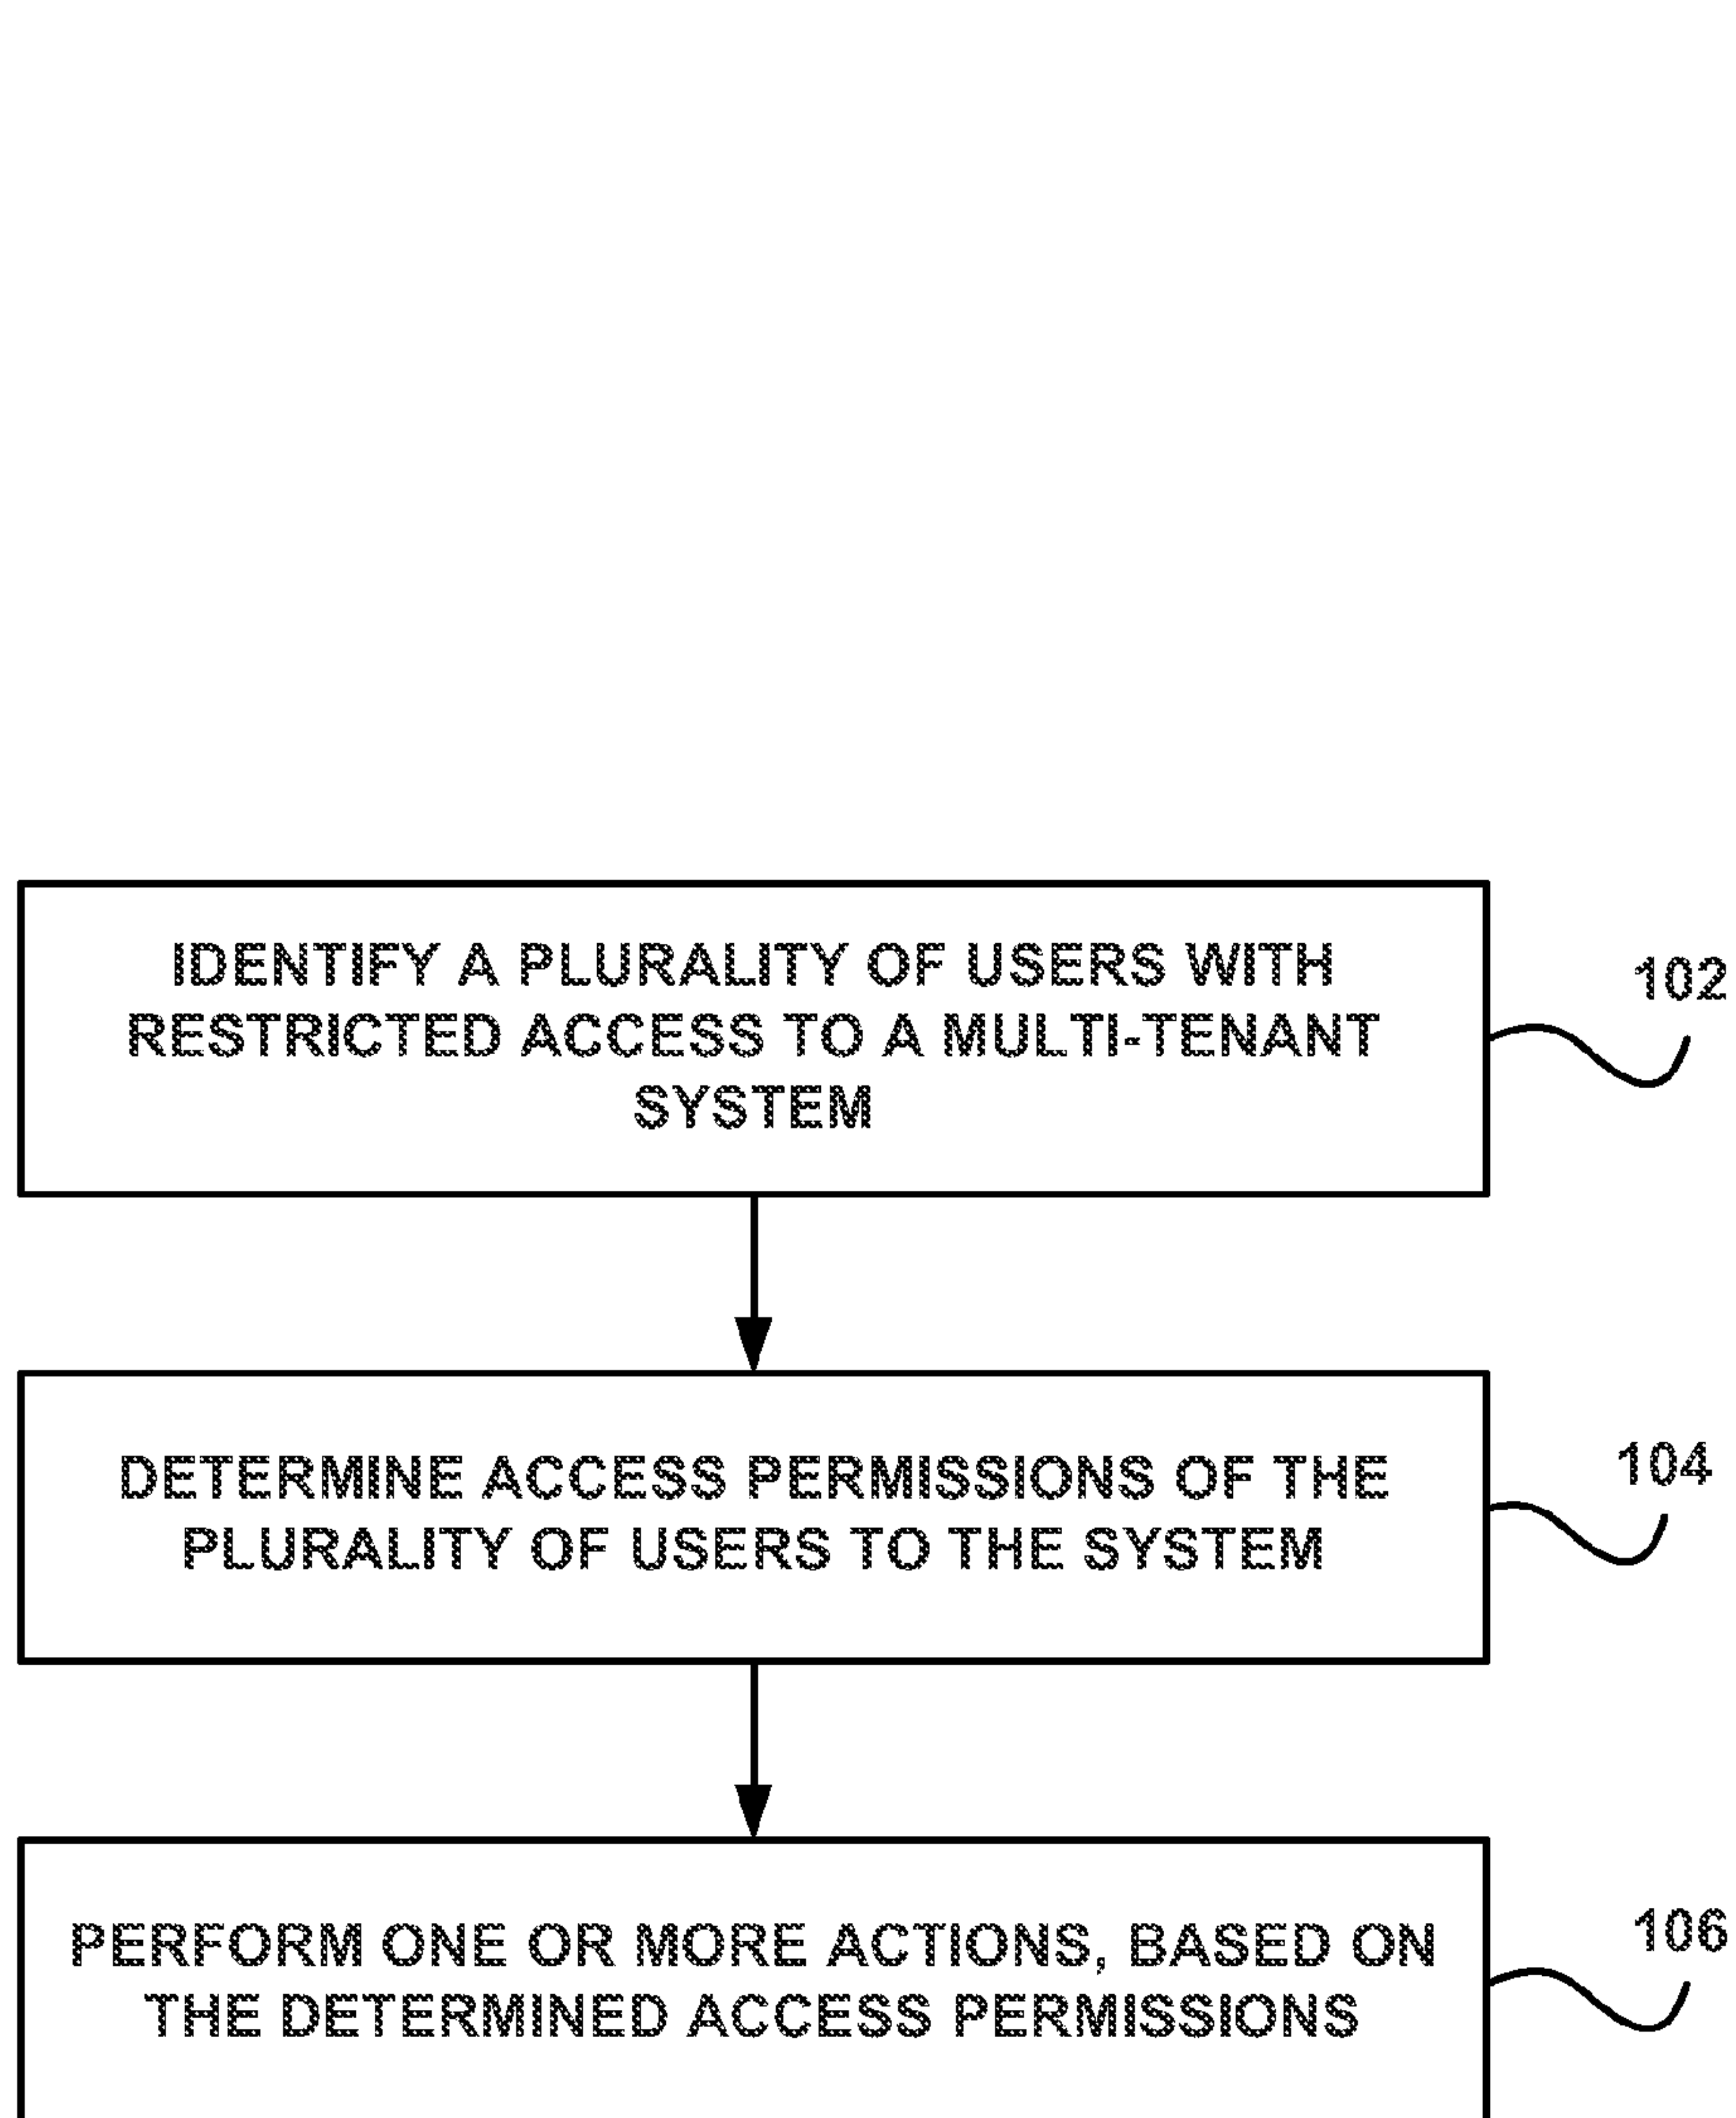 IDENTIFY A PLURALITY OF USERS WITH
RESTRICTED ACCESS TO A MULTI-TENANT
SYSTEM
102
DETERMINE ACCESS PERMISSIONS OF THE
PLURALITY OF USERS TO THE SYSTEM
104
PERFORM ONE OR MORE ACTIONS, BASED ON
THE DETERMINED ACCESS PERMISSIONS
106